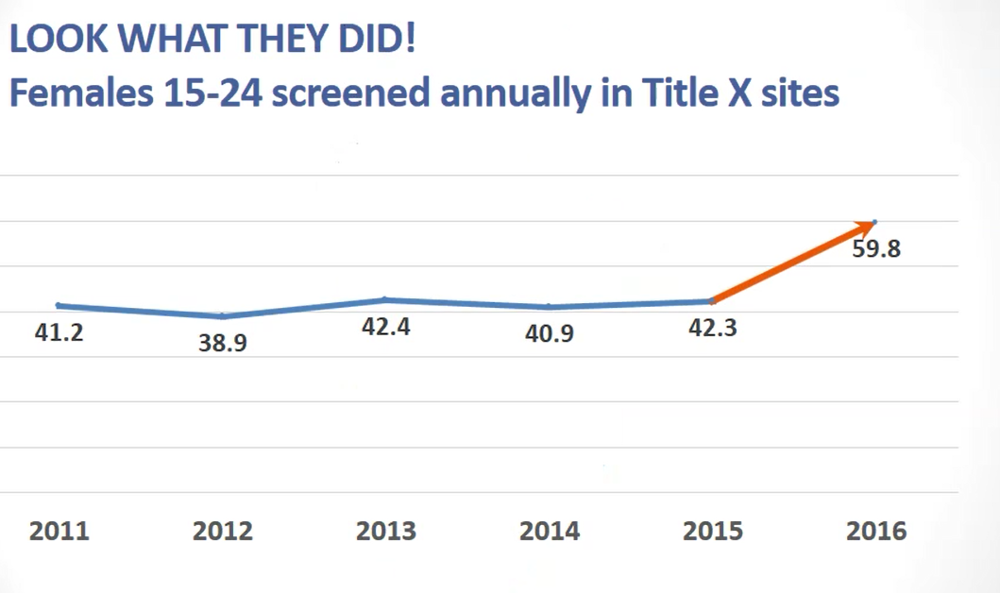 LOOK WHAT THEY DID!
Females 15-24 screened annually in Title X sites
59.8
41.2
38.9
42.4
40.9
42.3
2011 2012 2013 2014 2015 2016